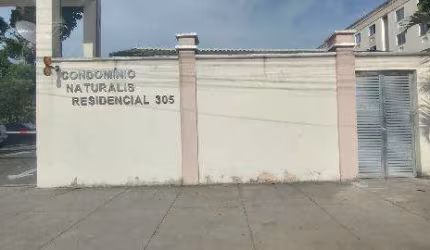 CONDOMÍNIO
NATURALIS
RESIDENCIAL 305